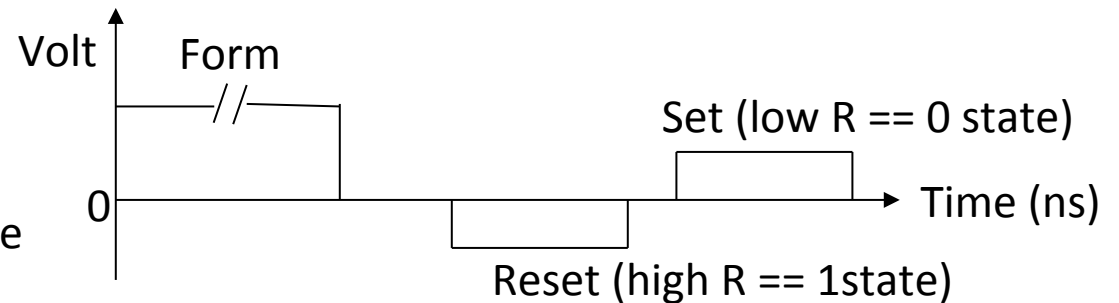 Volt
Form
Set (low R == 0 state)
0
Time (ns)
e
Reset (high R == 1state)